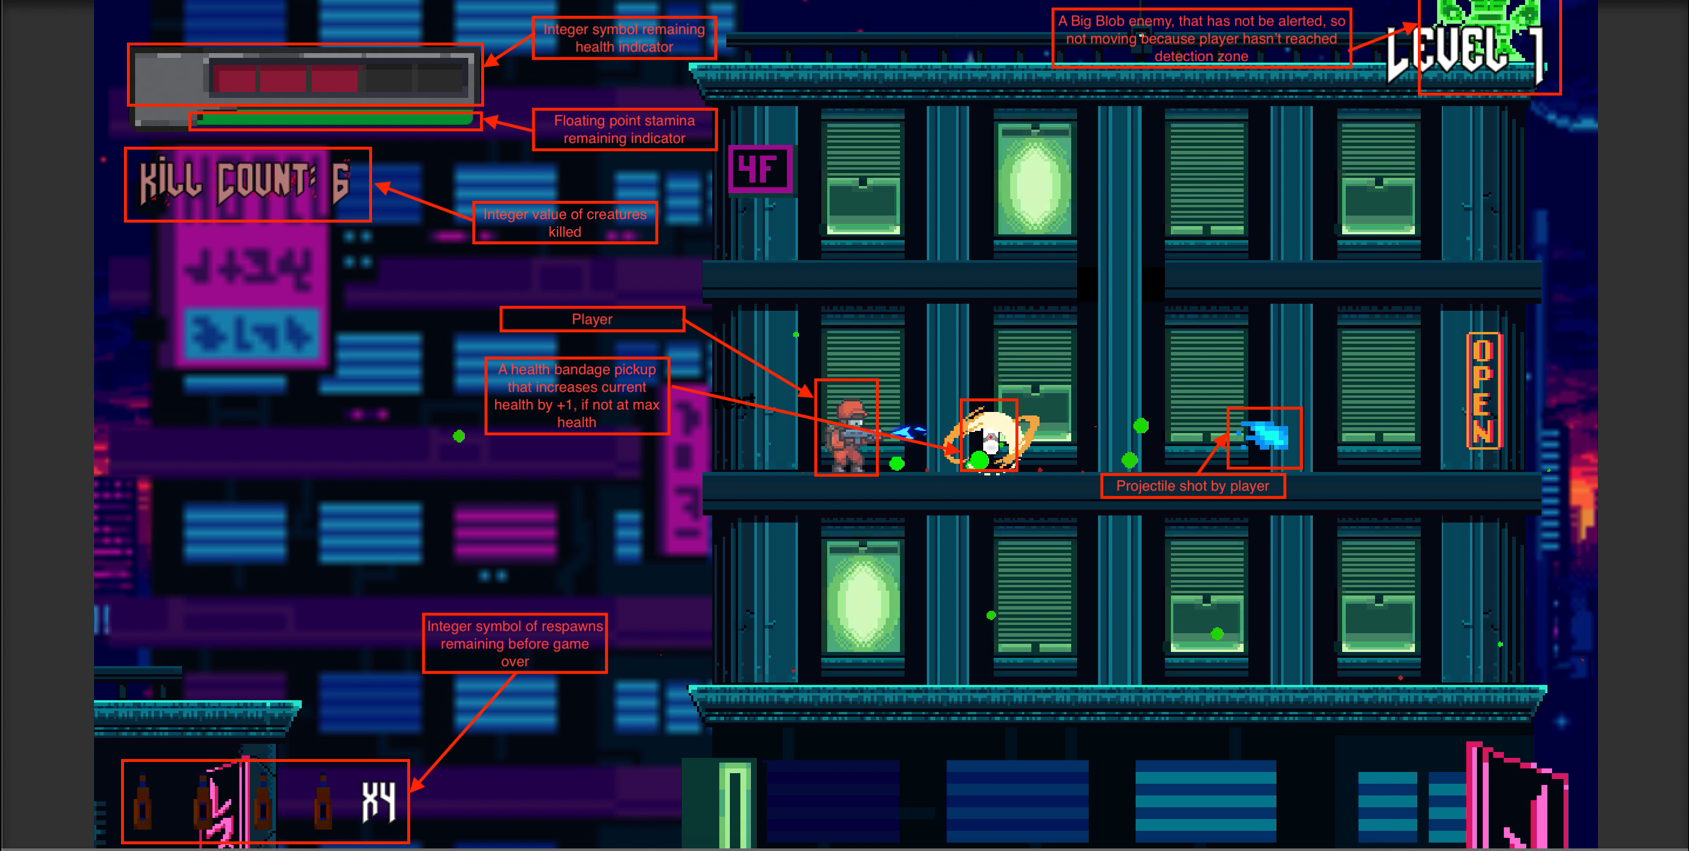 Integer symbol remaining
health indicator
A Big Blob enemy, that has not be alerted, so
not moving because player hasn't reached
detection zone
LEVEL 1
Floating point stamina
remaining indicator
KILL COUNT: 6
4F
Integer value of creatures
killed
Player
OPEN
A health bandage pickup
that increases current
health by +1, if not at max
health
Projectile shot by player
Integer symbol of respawns
remaining before game
over
X4